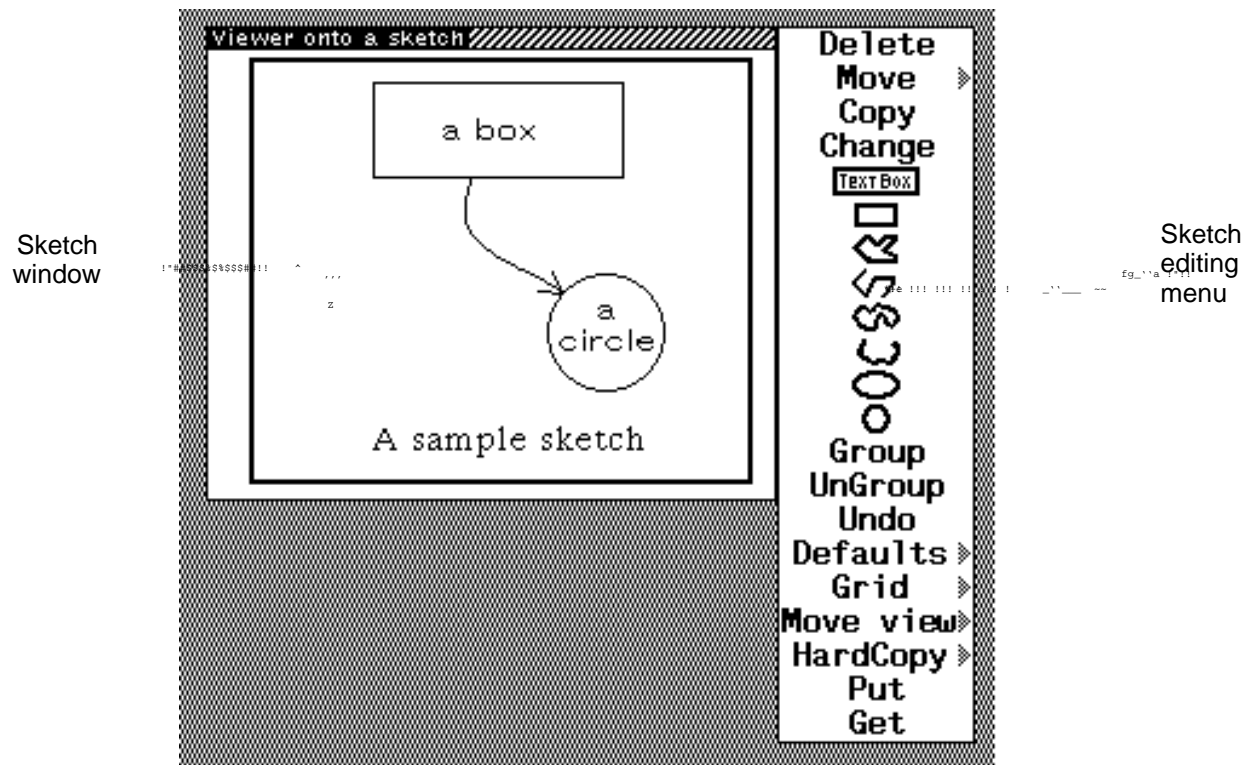 Viewer onto a sketch
a box
a
circle
A sample sketch
Sketch
window
Delete
Move
Copy
Change
Text Box
Group
UnGroup
Undo
Defaults
Grid
Move view
HardCopy
Put
Get
Sketch
editing
menu